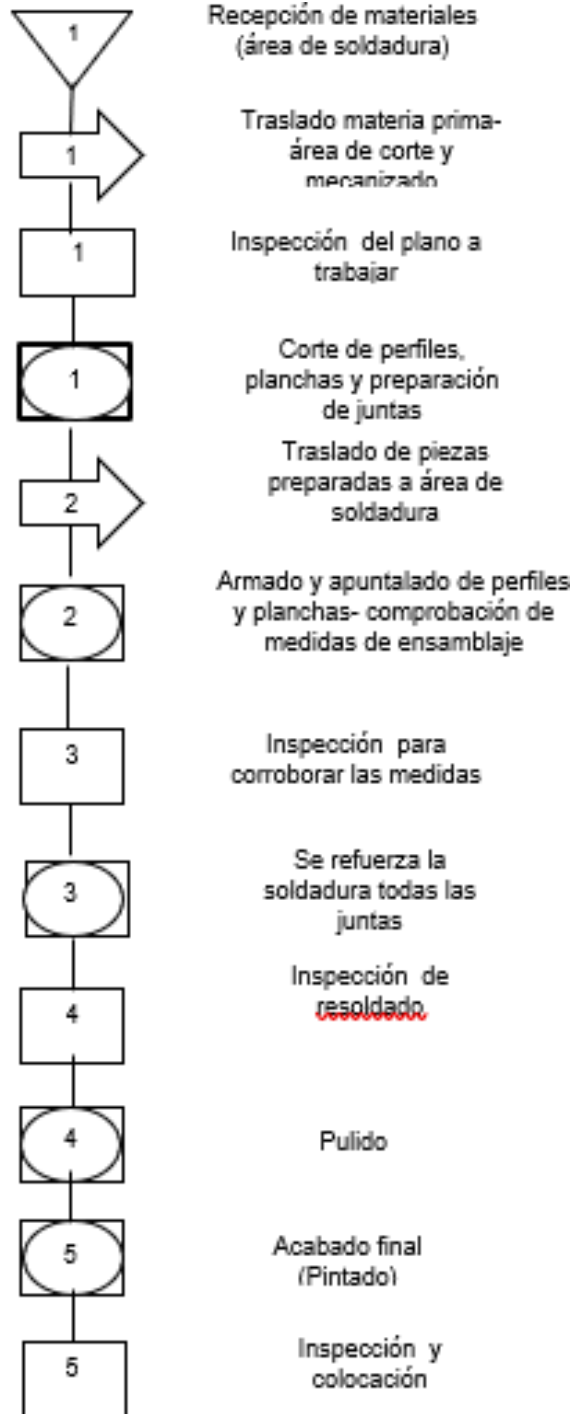 1
Recepción de materiales
(área de soldadura)
1
Traslado materia prima-
área de corte y
mecanizado
1
Inspección del plano a
trabajar
1
Corte de perfiles,
planchas y preparación
de juntas
2
Traslado de piezas
preparadas a área de
soldadura
2
Armado y apuntalado de perfiles
y planchas- comprobación de
medidas de ensamblaje
3
Inspección para
corroborar las medidas
3
Se refuerza la
soldadura todas las
juntas
4
Inspección de
resoldado.
4
Pulido
5
Acabado final
(Pintado)
5
Inspección y
colocación